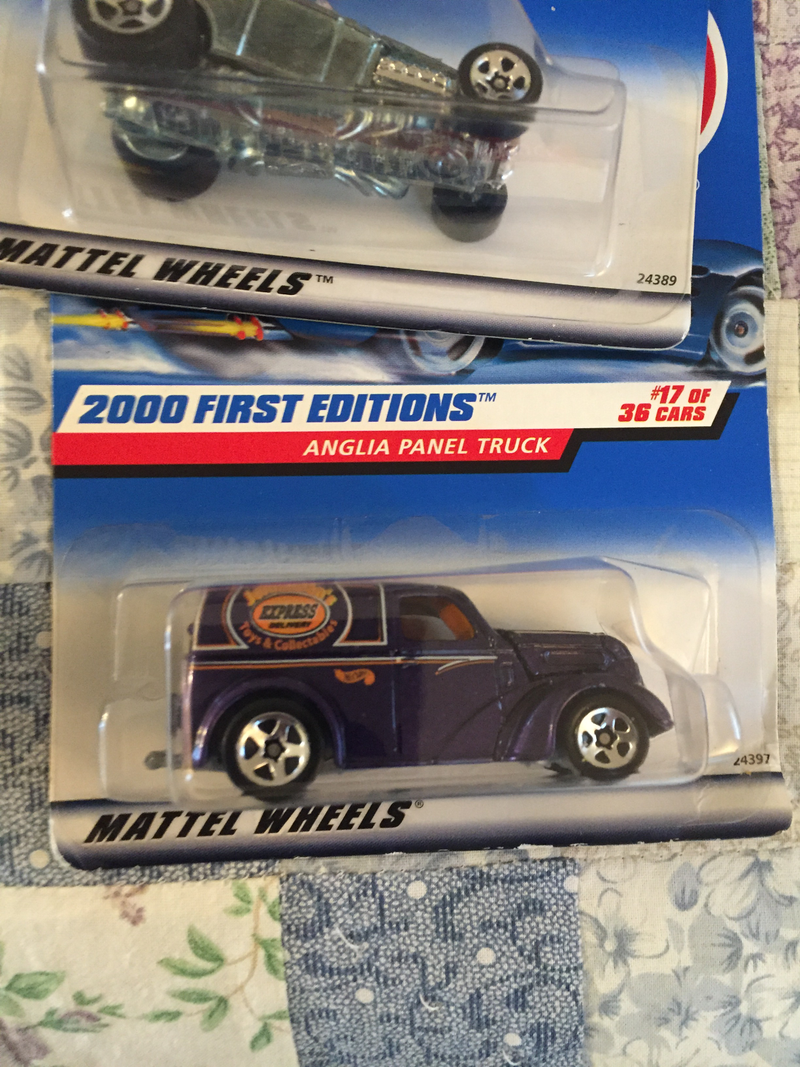 MATTEL WHEELS™
24389
2000 FIRST EDITIONS™
#17 OF
36 CARS
ANGLIA PANEL TRUCK
EXPRESS
DELIVERY
Toys & Collectables
24397
MATTEL WHEELS®